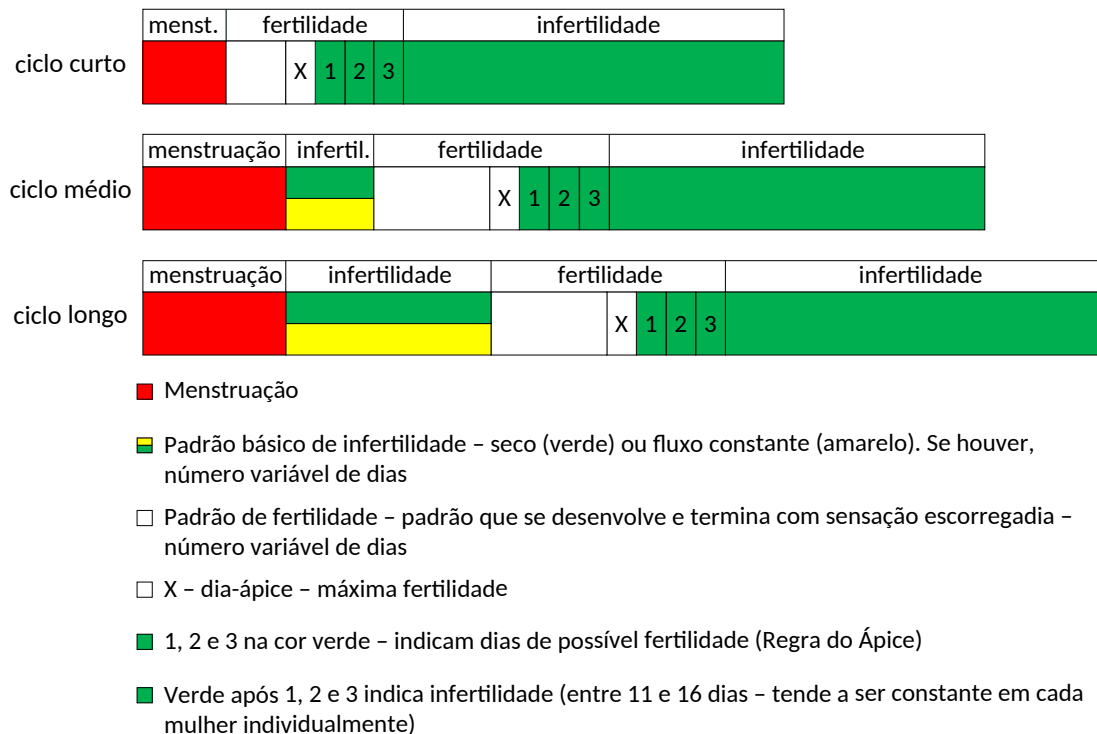 menst. fertilidade infertilidade
ciclo curto X 1 2 3
menstruação infertil. fertilidade infertilidade
ciclo médio X 1 2 3
menstruação infertilidade fertilidade infertilidade
ciclo longo X 1 2 3
Menstruação
Padrão básico de infertilidade – seco (verde) ou fluxo constante (amarelo). Se houver,
número variável de dias
Padrão de fertilidade – padrão que se desenvolve e termina com sensação escorregadia –
número variável de dias
X – dia-ápice – máxima fertilidade
1, 2 e 3 na cor verde – indicam dias de possível fertilidade (Regra do Ápice)
Verde após 1, 2 e 3 indica infertilidade (entre 11 e 16 dias – tende a ser constante em cada
mulher individualmente)